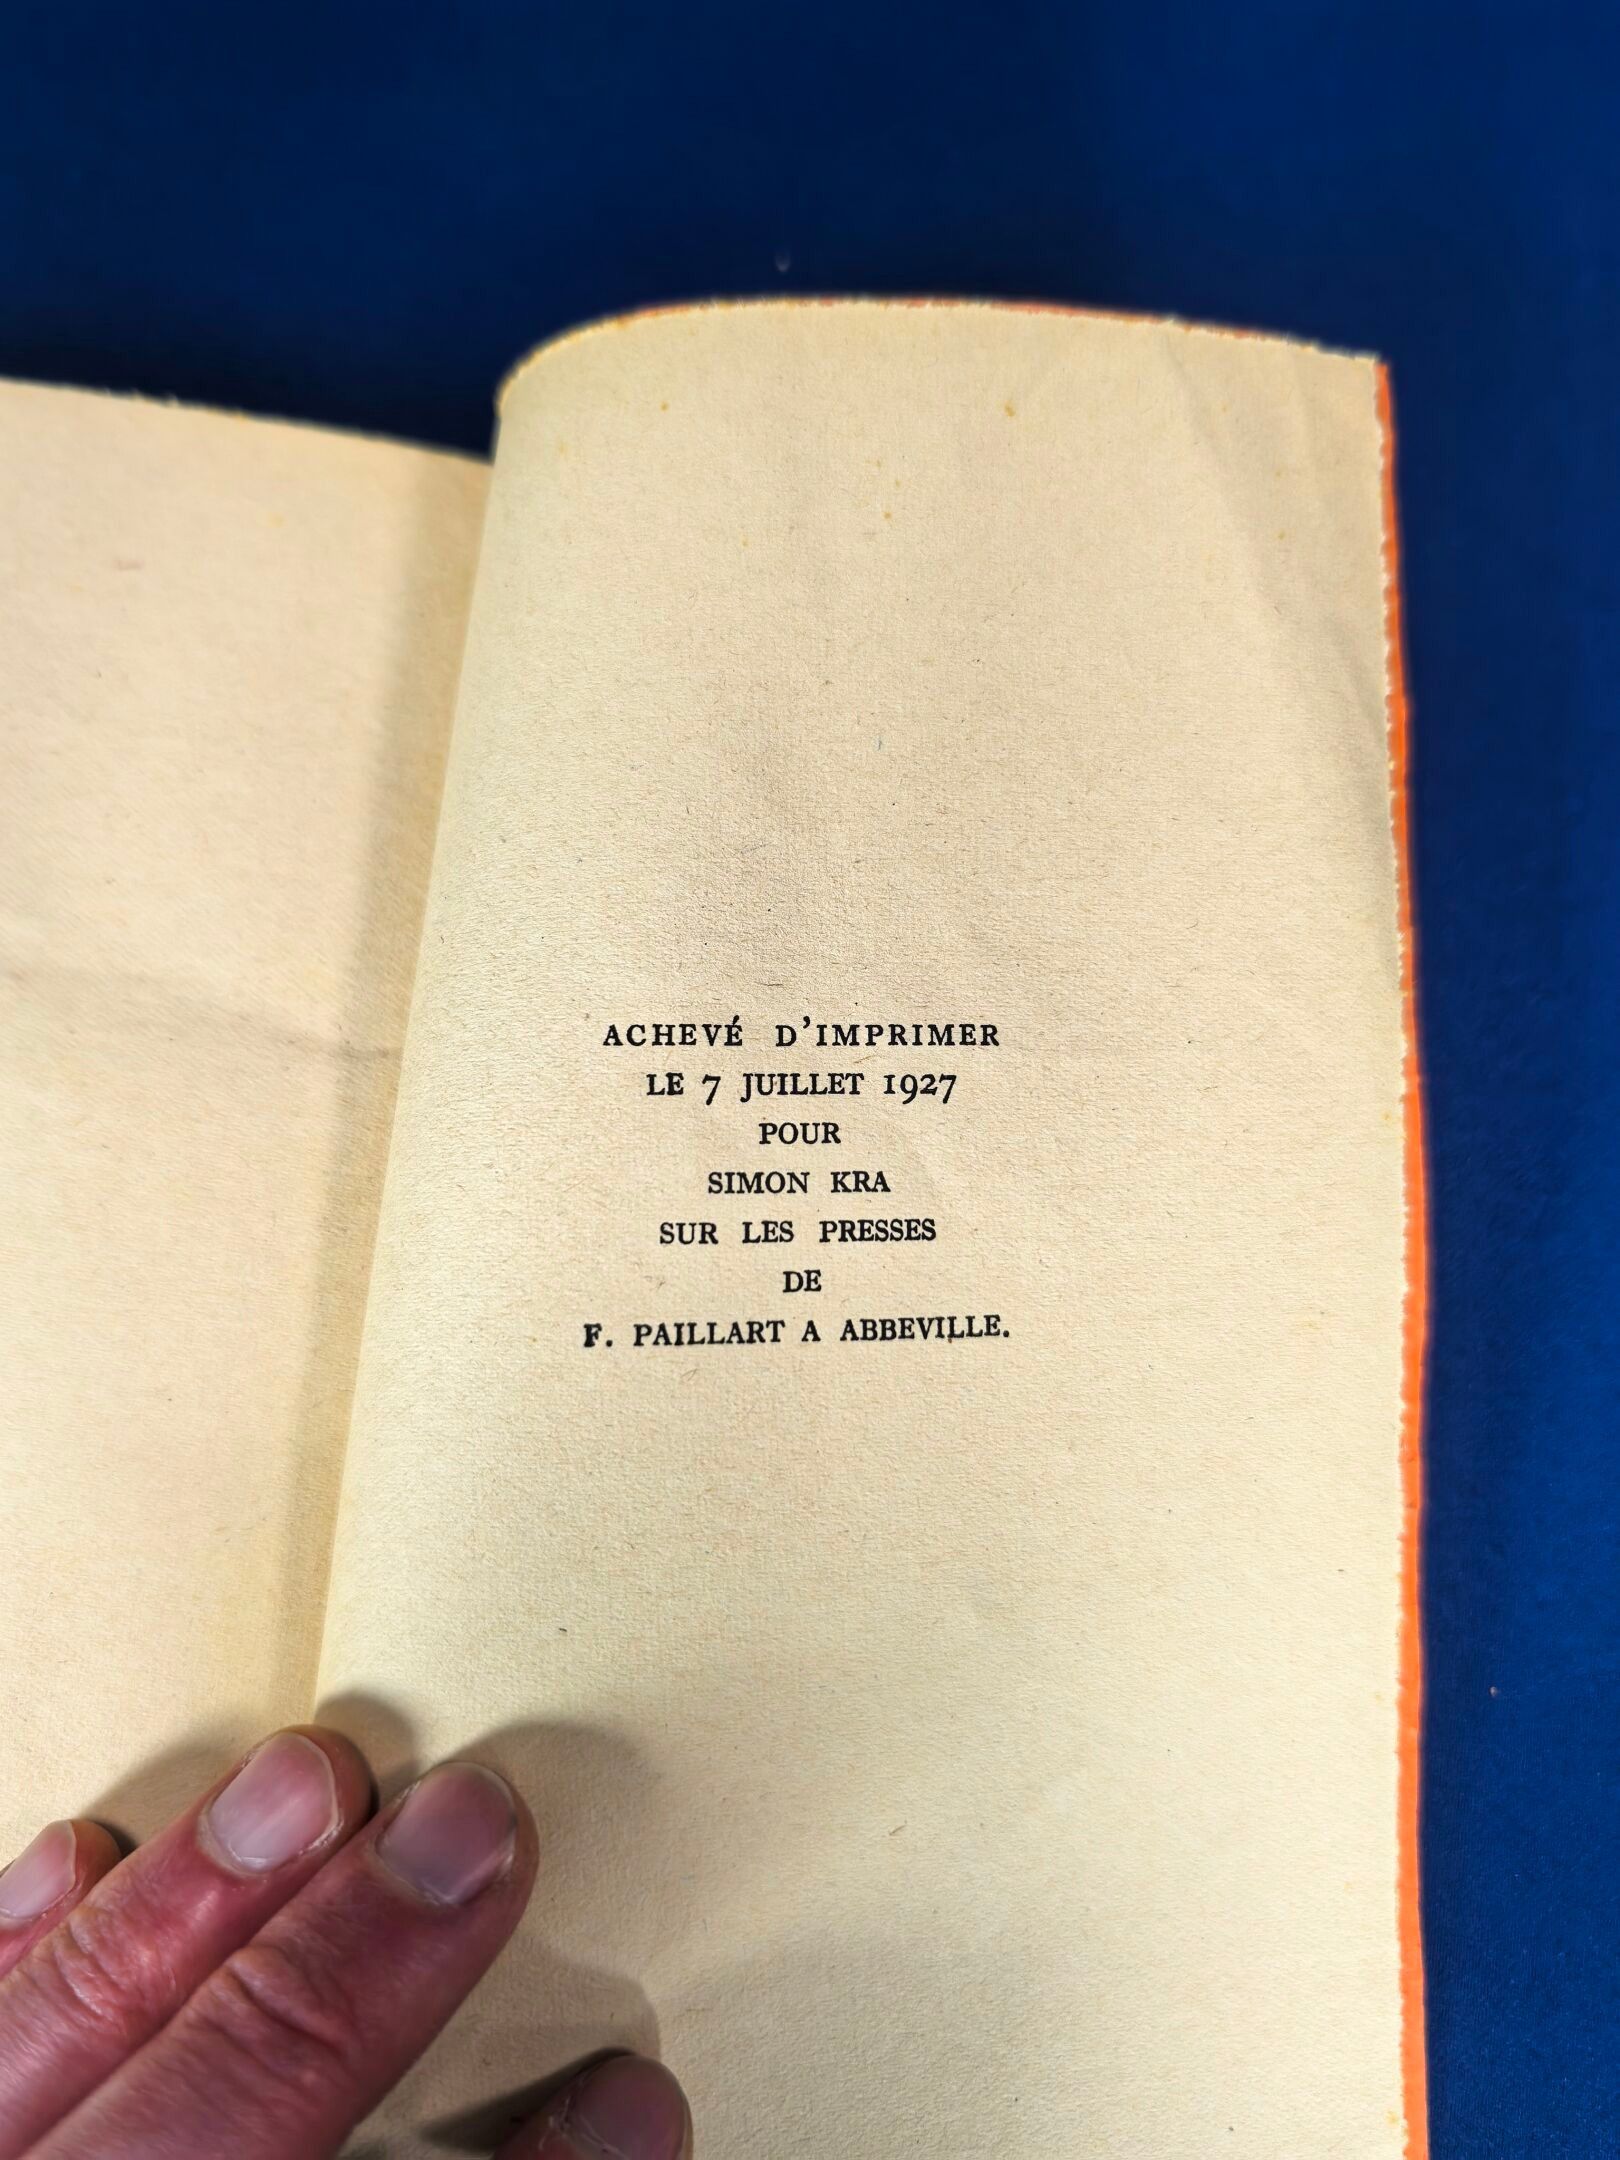 ACHEVÉ D'IMPRIMER
LE 7 JUILLET 1927
POUR
SIMON KRA
SUR LES PRESSES
DE
F. PAILLART A ABBEVILLE.